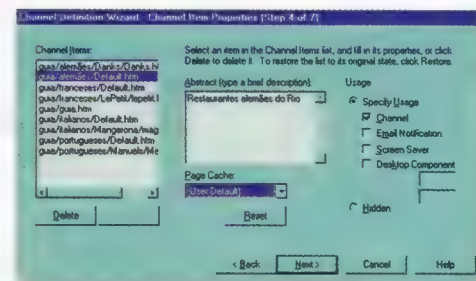 Channel Definition Wizard - Channel Item Properties (Step 4 of 7)
Channel Items:
guia/alemães/Danks/Danks.h
guia/alemães/Default.htm
guia/franceses/Default.htm
guia/franceses/LePetit/lepetit.l
guia/guia.htm
guia/italianos/Default.htm
guia/italianos/Mangerona/mag
guia/portugueses/Default.htm
guia/portugueses/Manuels/Me
Delete
Select an item in the Channel Items list, and fill in its properties, or click
Delete to delete it. To restore the list to its original state, click Restore.
Abstract (type a brief description):
Restaurantes alemães do Rio
Page Cache:
(User Default)
Reset
Usage
Specify Usage
Channel
Email Notification
Screen Saver
Desktop Component
Hidden
< Back
Next >
Cancel
Help